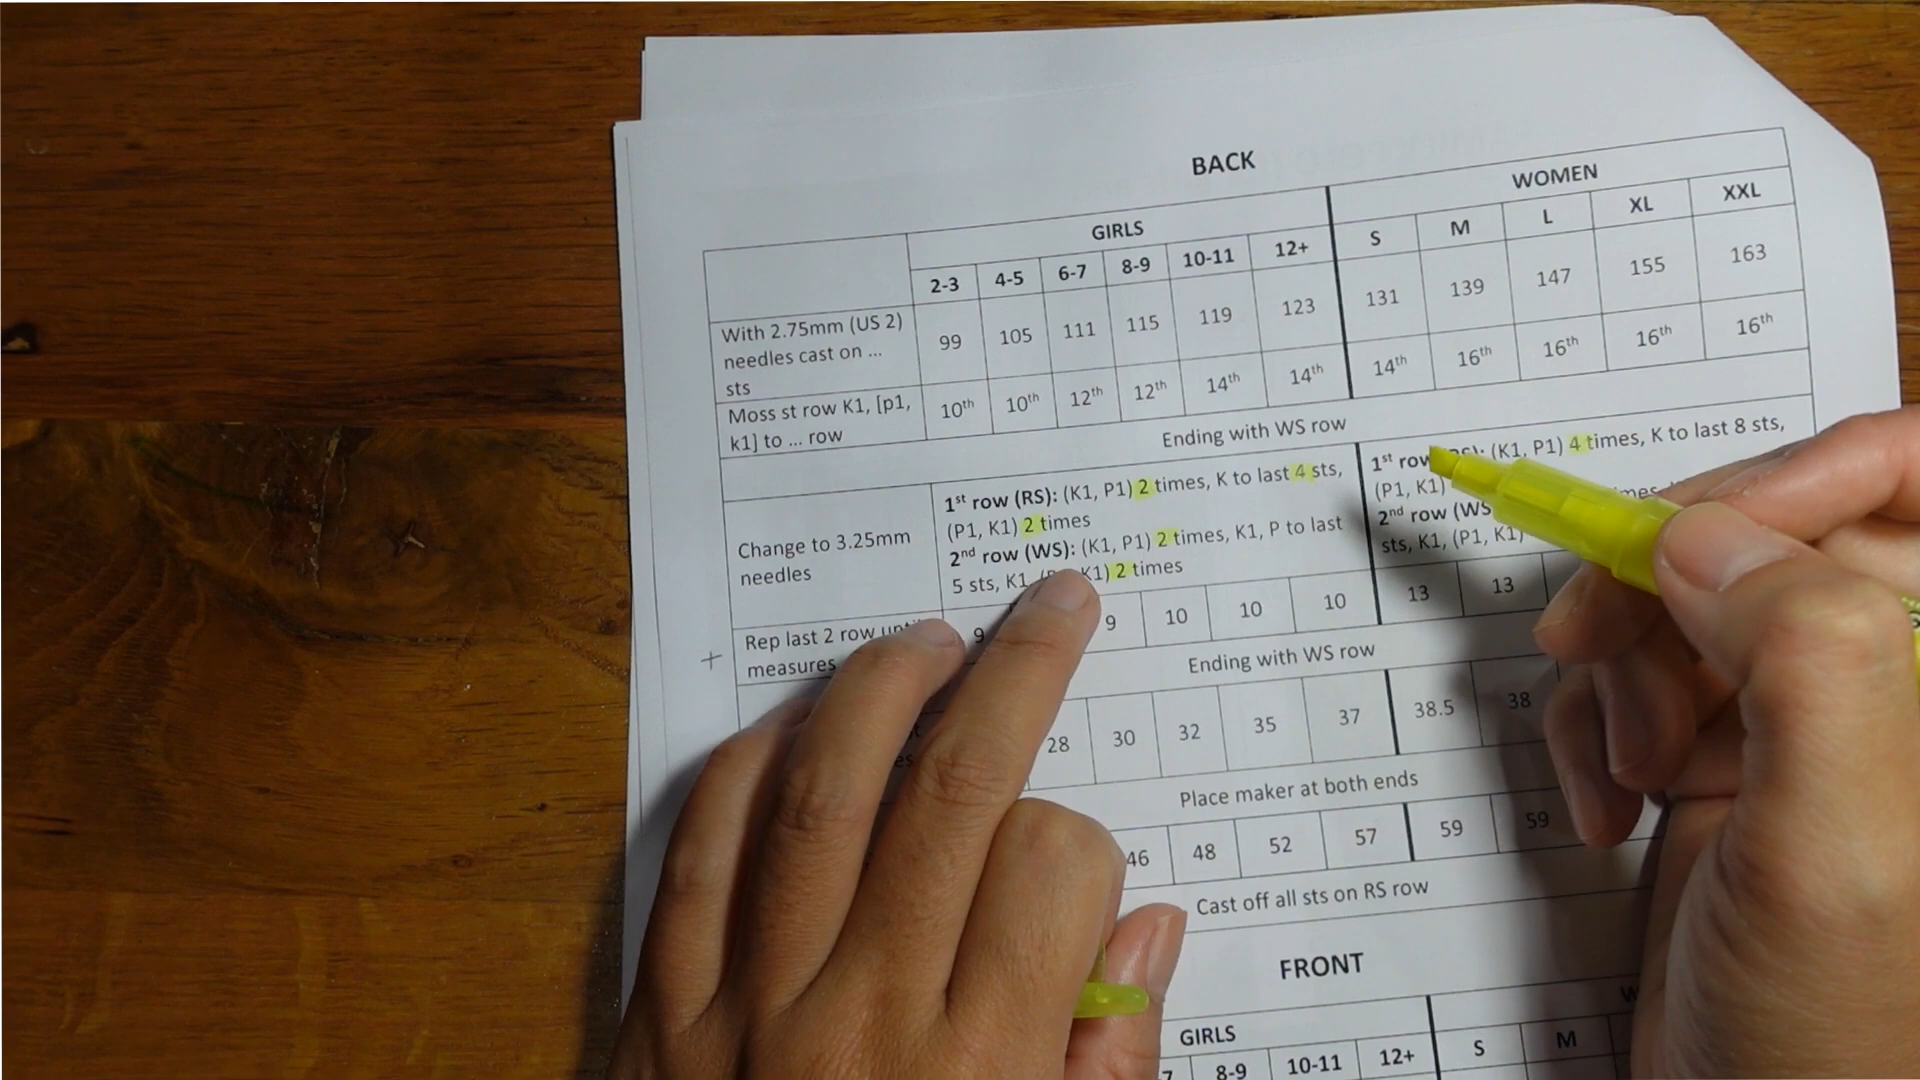 BACK
GIRLS WOMEN
2-3 4-5 6-7 8-9 10-11 12+ S M L XL XXL
With 2.75mm (US 2)
needles cast on ...
sts
99 105 111 115 119 123 131 139 147 155 163
Moss st row K1, [p1,
k1] to ... row
10th 10th 12th 12th 14th 14th 14th 16th 16th 16th 16th
Ending with WS row
Change to 3.25mm
needles
1st row (RS): (K1, P1) 2 times, K to last 4 sts,
(P1, K1) 2 times
2nd row (WS): (K1, P1) 2 times, K1, P to last
5 sts, K1, K1) 2 times
1st row (K1, P1) 4 times, K to last 8 sts,
(P1, K1)
2nd row (WS
sts, K1, (P1, K1)
Rep last 2 row
measures
9 9 10 10 10 13 13
+
Ending with WS row
28 30 32 35 37 38.5 38
Place maker at both ends
46 48 52 57 59 59
Cast off all sts on RS row
FRONT
GIRLS
8-9 10-11 12+ S M